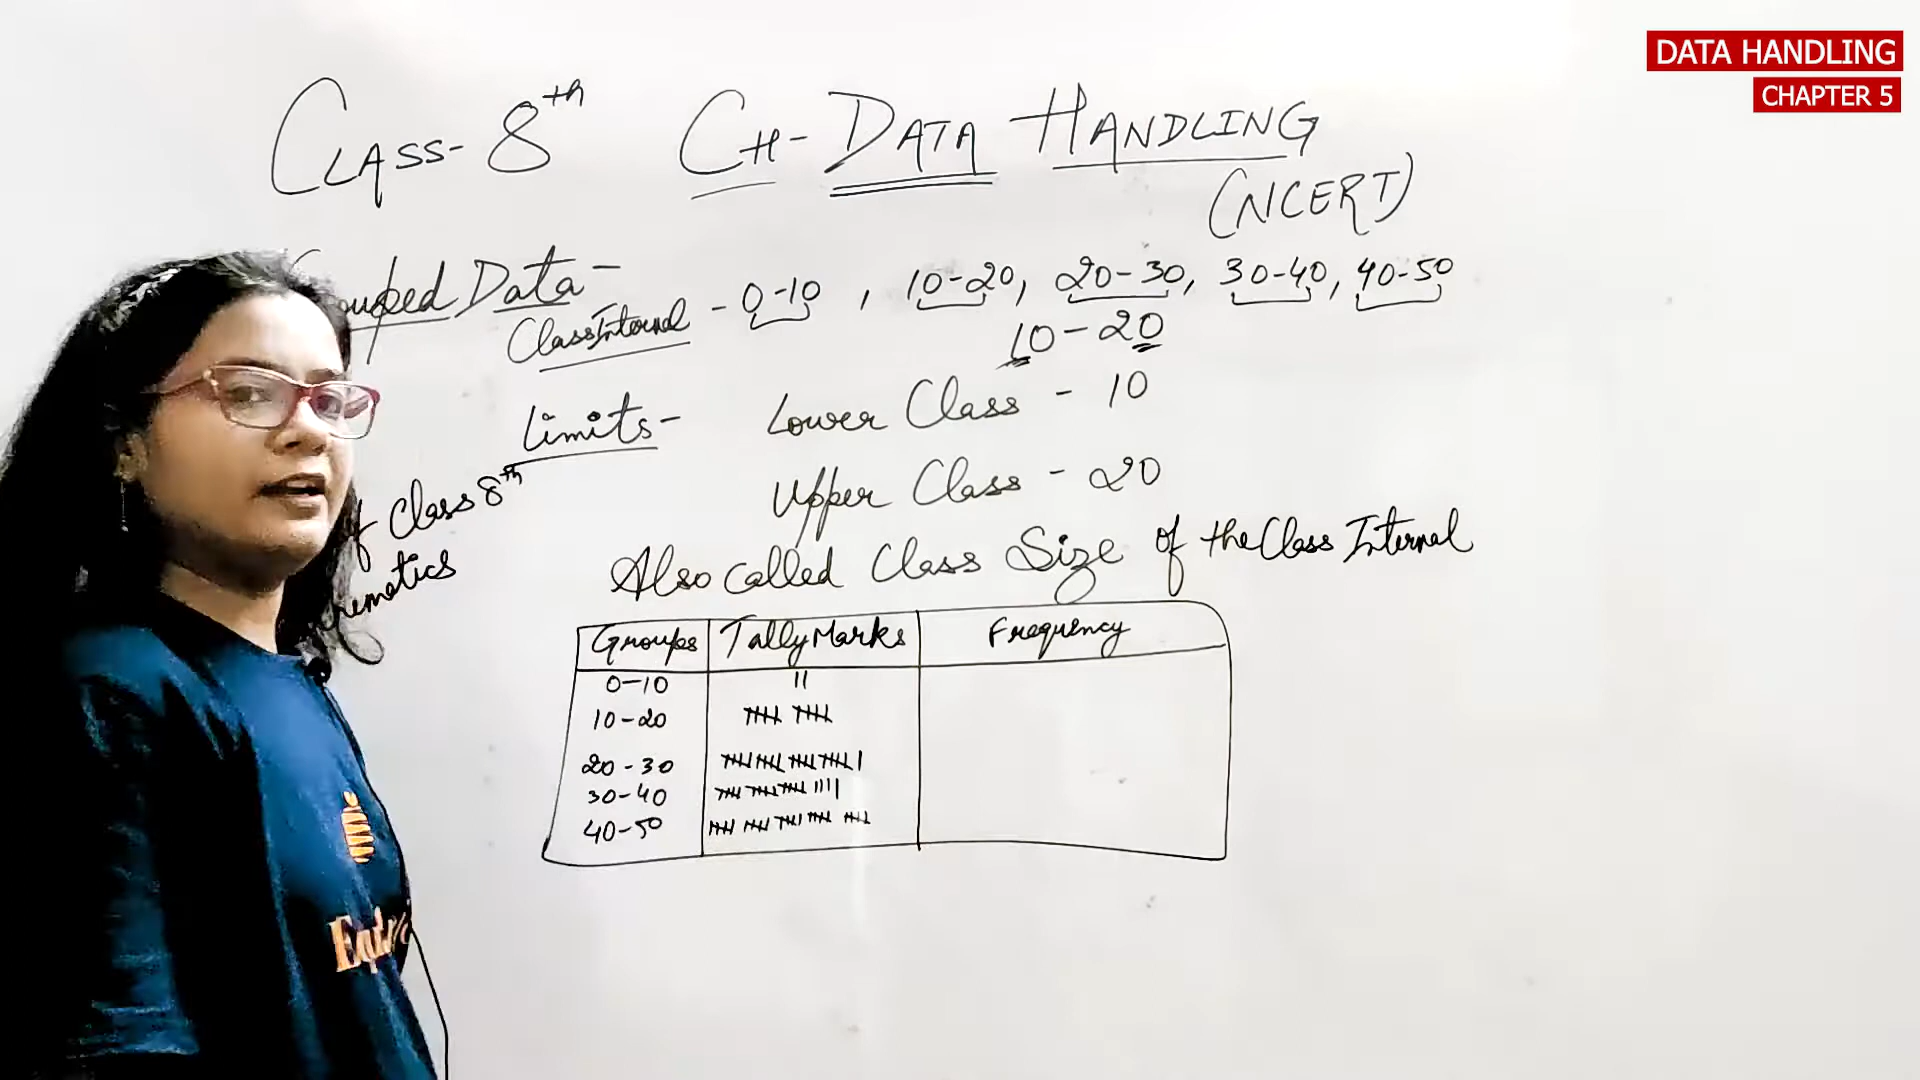 DATA HANDLING
CHAPTER 5
CLASS-8th CH-DATA HANDLING
(NCERT)
Data-
Class Interval - 0-10, 10-20, 20-30, 30-40, 40-50
10-20
Limits- Lower Class - 10
Upper Class - 20
of Class 8th
Also called Class Size of the Class Interval
Groups Tally Marks Frequency
0-10 ||
10-20 
20-30 
30-40 
40-50